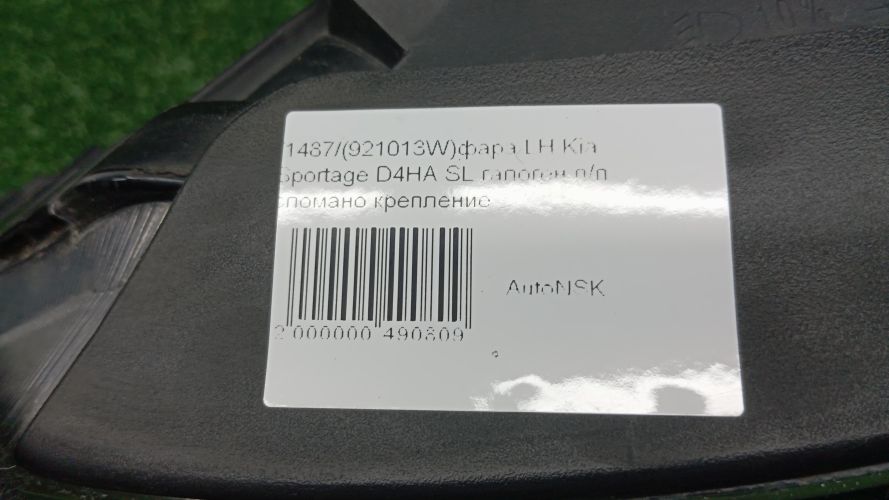 1487/(921013W)фара LH Kia
Sportage D4HA SL галоген п/п
сломано крепление
AutoNSK
2 000000 490809